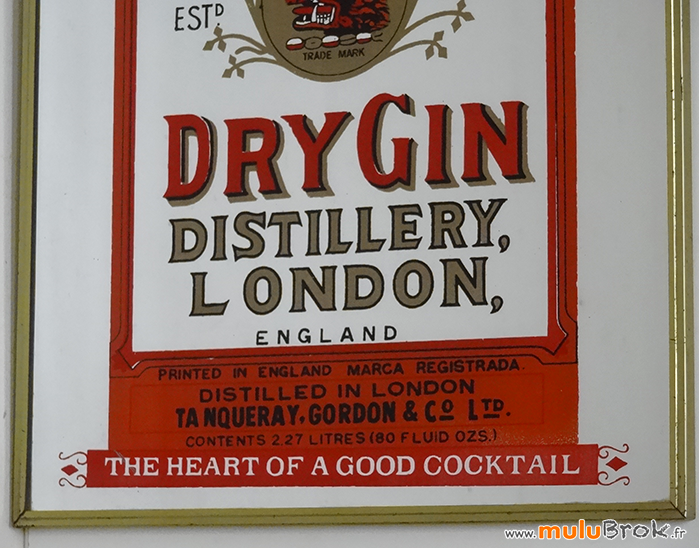 ESTD
TRADE MARK
DRY GIN
DISTILLERY,
LONDON,
ENGLAND
PRINTED IN ENGLAND MARCA REGISTRADA.
DISTILLED IN LONDON
TANQUERAY, GORDON & CO LTD.
CONTENTS 2.27 LITRES (80 FLUID OZS.)
THE HEART OF A GOOD COCKTAIL
www.muluBrok.fr